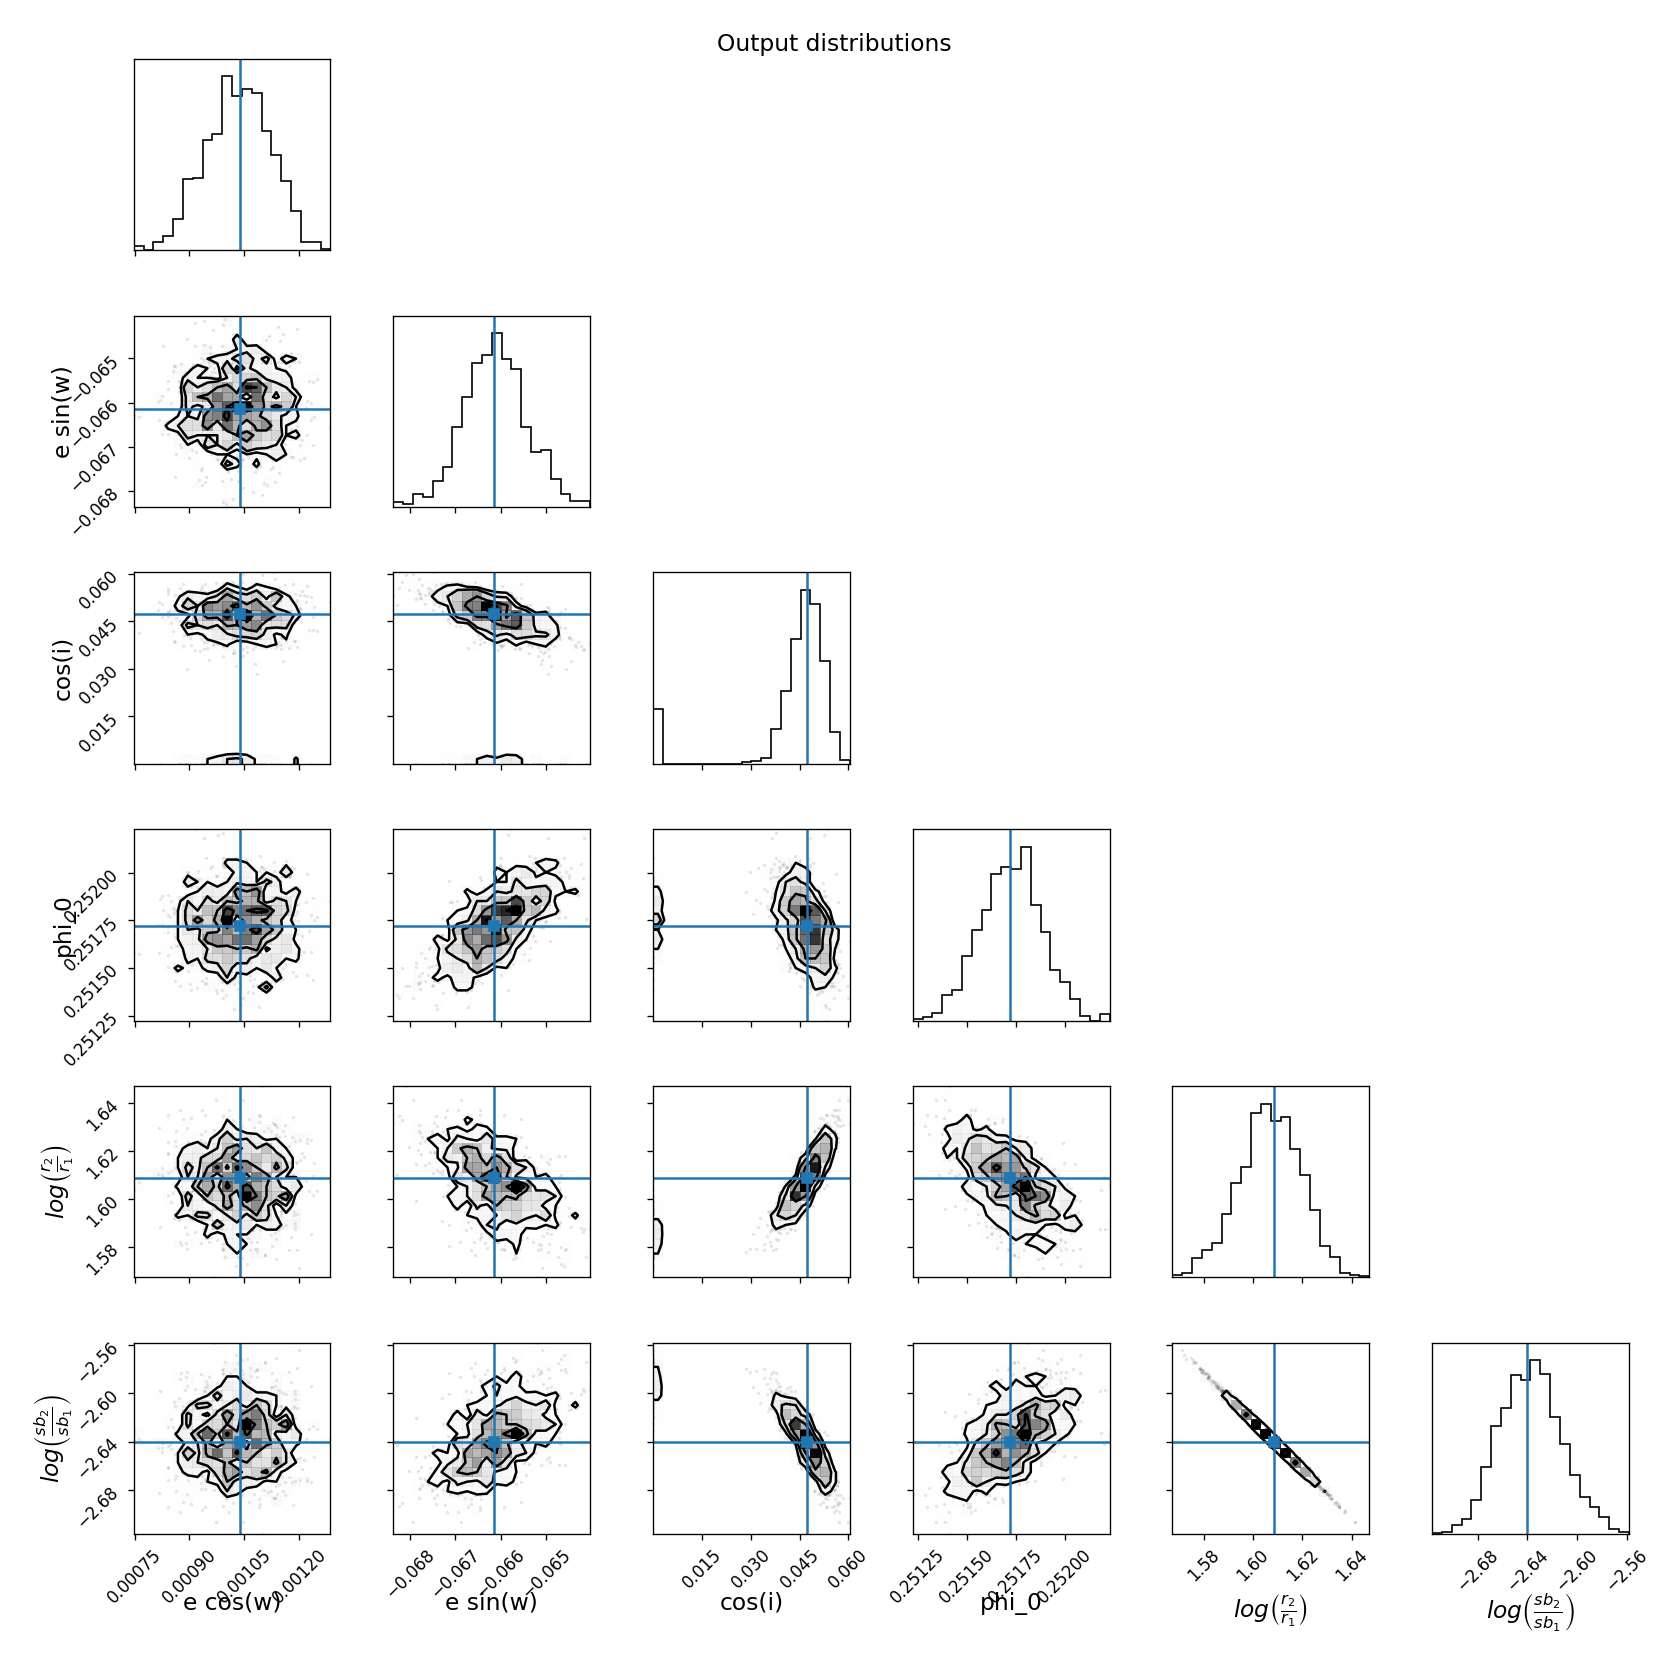 Output distributions
e sin(w)
−0.065
−0.066
−0.067
−0.068
cos(i)
0.060
0.045
0.030
0.015
phi_0
0.25200
0.25175
0.25150
0.25125
log(r₂/r₁)
1.64
1.62
1.60
1.58
log(sb₂/sb₁)
−2.56
−2.60
−2.64
−2.68
0.00075 0.00090 0.00105 0.00120 −0.068 −0.067 −0.066 −0.065 0.015 0.030 0.045 0.060 0.25125 0.25150 0.25175 0.25200 1.58 1.60 1.62 1.64 −2.68 −2.64 −2.60 −2.56
e cos(w) e sin(w) cos(i) phi_0 log(r₂/r₁) log(sb₂/sb₁)